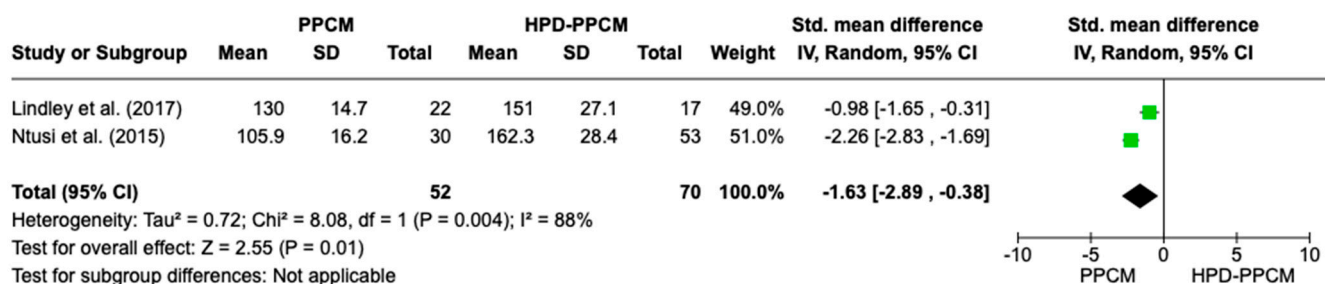 PPCM HPD-PPCM Std. mean difference Std. mean difference
Study or Subgroup Mean SD Total Mean SD Total Weight IV, Random, 95% CI IV, Random, 95% CI
Lindley et al. (2017) 130 14.7 22 151 27.1 17 49.0% -0.98 [-1.65 , -0.31]
Ntusi et al. (2015) 105.9 16.2 30 162.3 28.4 53 51.0% -2.26 [-2.83 , -1.69]
Total (95% CI) 52 70 100.0% -1.63 [-2.89 , -0.38]
Heterogeneity: Tau² = 0.72; Chi² = 8.08, df = 1 (P = 0.004); I² = 88%
Test for overall effect: Z = 2.55 (P = 0.01)
Test for subgroup differences: Not applicable
-10 -5 0 5 10
PPCM HPD-PPCM